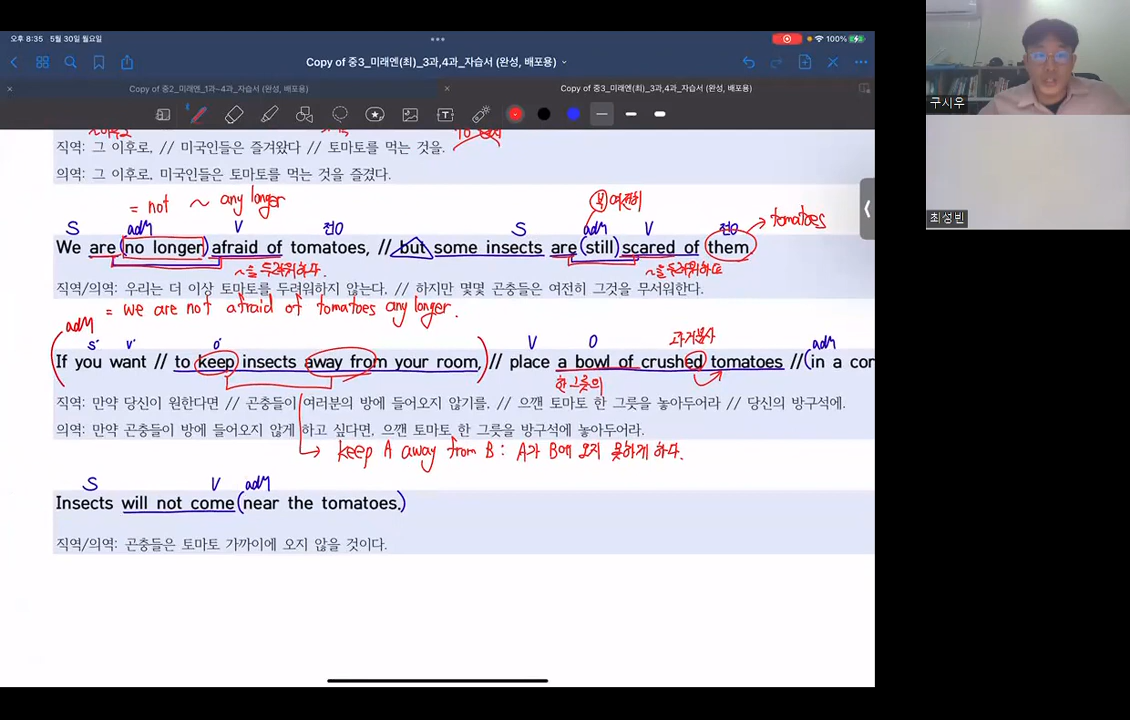 오후 8:35 5월 30일 월요일
100%
Copy of 중3_미래엔(최)_3과,4과_자습서 (완성, 배포용)
Copy of 중2_미래엔_1과~4과_자습서 (완성, 배포용)
Copy of 중3_미래엔(최)_3과,4과_자습서 (완성, 배포용)
구시우
최성빈
직역: 그 이후로, // 미국인들은 즐겨왔다 // 토마토를 먹는 것을.
의역: 그 이후로, 미국인들은 토마토를 먹는 것을 즐겼다.
= not ~ any longer
부 여전히
S adM V 전O S adM V 전O → tomatoes
We are (no longer) afraid of tomatoes, // but some insects are (still) scared of them
~을 두려워하다. ~을 두려워하다
직역/의역: 우리는 더 이상 토마토를 두려워하지 않는다. // 하지만 몇몇 곤충들은 여전히 그것을 무서워한다.
= we are not afraid of tomatoes any longer.
adM
s' v' o' V O 과거분사 adM
(If you want // to keep insects away from your room,) // place a bowl of crushed tomatoes // (in a cor
한 그릇의
직역: 만약 당신이 원한다면 // 곤충들이 여러분의 방에 들어오지 않기를, // 으깬 토마토 한 그릇을 놓아두어라 // 당신의 방구석에.
의역: 만약 곤충들이 방에 들어오지 않게 하고 싶다면, 으깬 토마토 한 그릇을 방구석에 놓아두어라.
keep A away from B : A가 B에 오지 못하게 하다.
S V adM
Insects will not come (near the tomatoes.)
직역/의역: 곤충들은 토마토 가까이에 오지 않을 것이다.